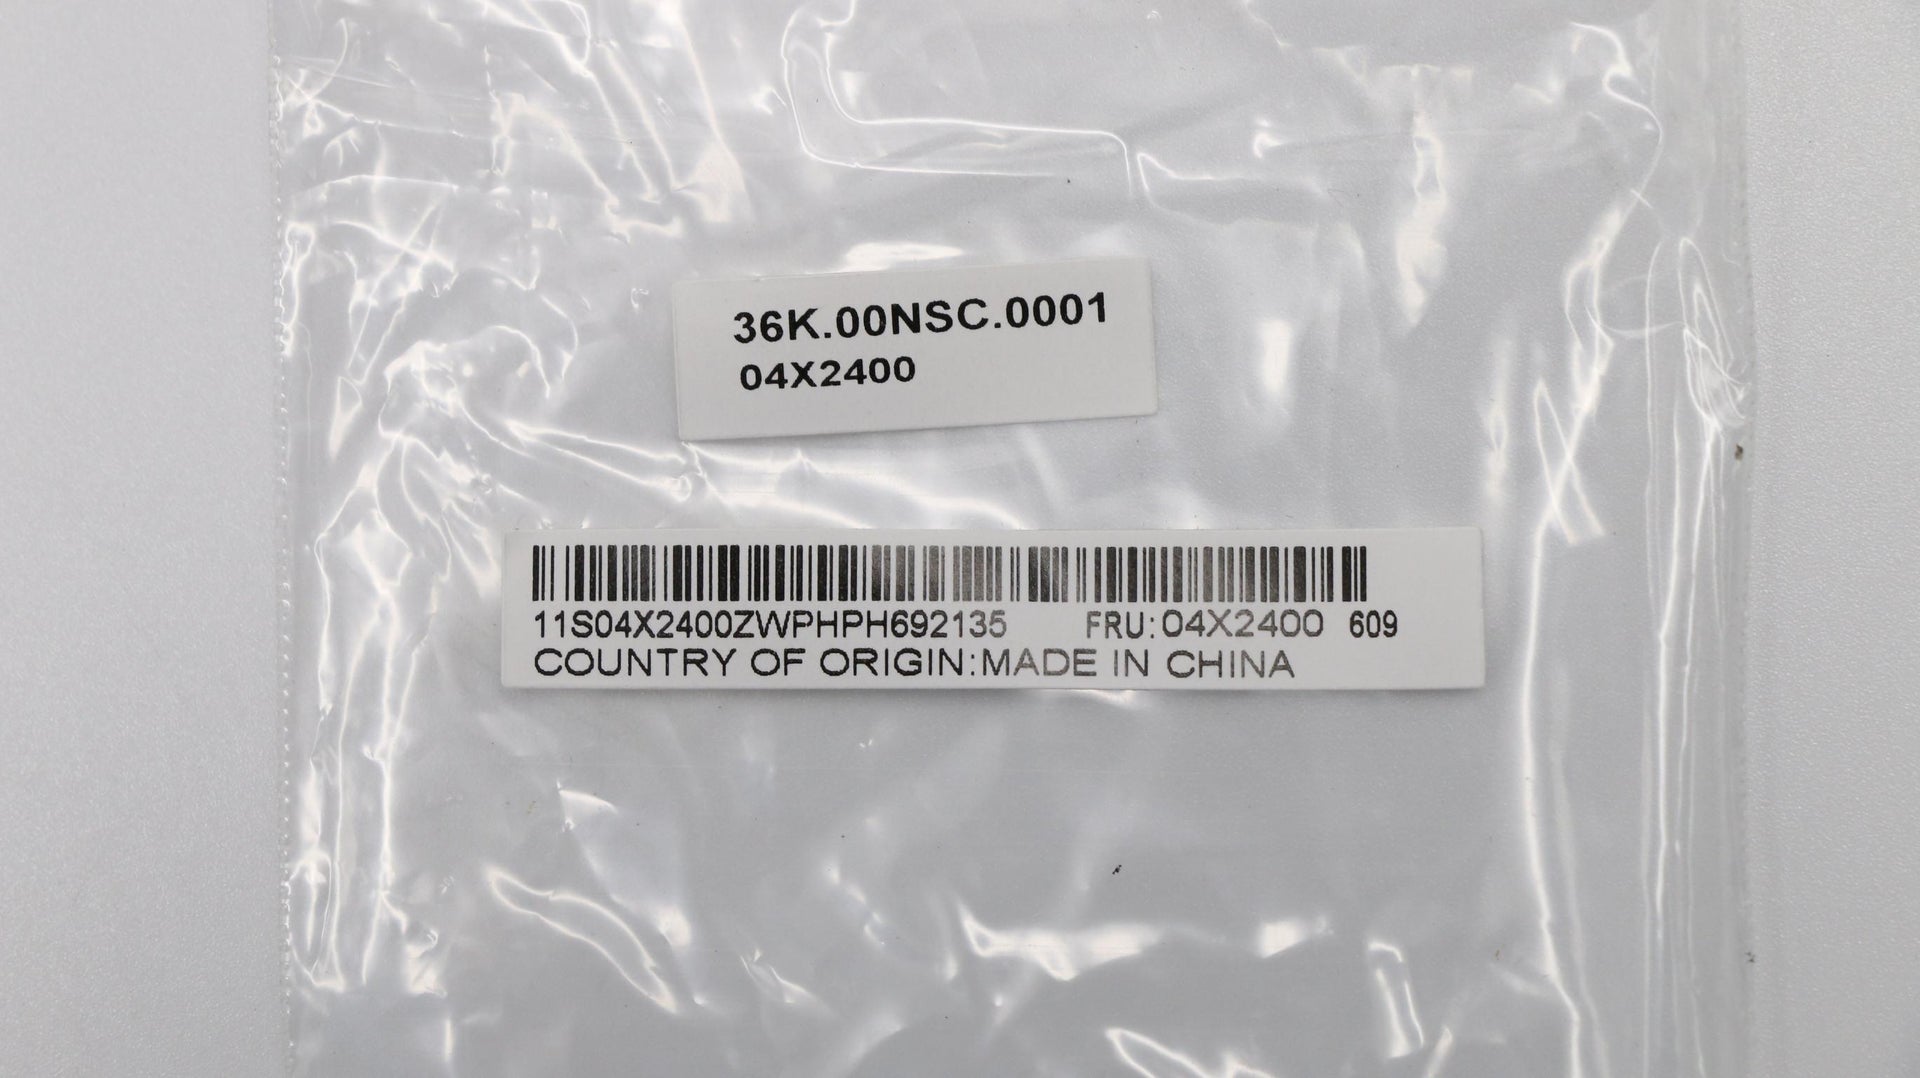 36K.00NSC.0001
04X2400
11S04X2400ZWPHPH692135 FRU:04X2400 609
COUNTRY OF ORIGIN:MADE IN CHINA